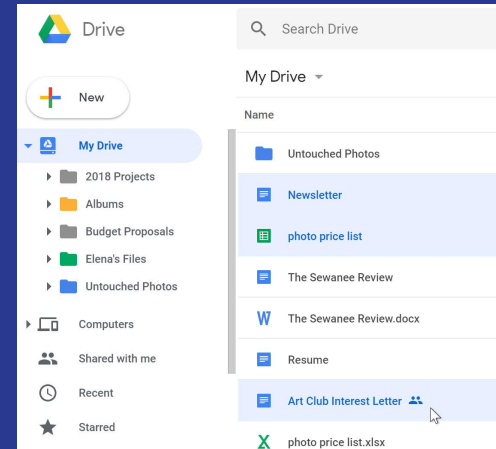 Drive
Search Drive
New
My Drive
Name
My Drive
2018 Projects
Albums
Budget Proposals
Elena's Files
Untouched Photos
Computers
Shared with me
Recent
Starred
Untouched Photos
Newsletter
photo price list
The Sewanee Review
W The Sewanee Review.docx
Resume
Art Club Interest Letter
X photo price list.xlsx